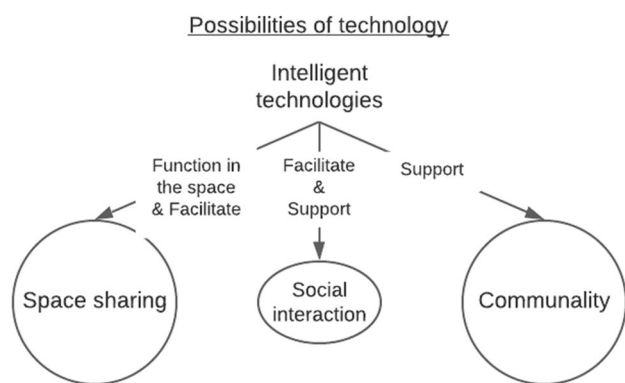 Possibilities of technology
Intelligent
technologies
Function in
the space
& Facilitate
Facilitate
&
Support
Support
Space sharing
Social
interaction
Communality